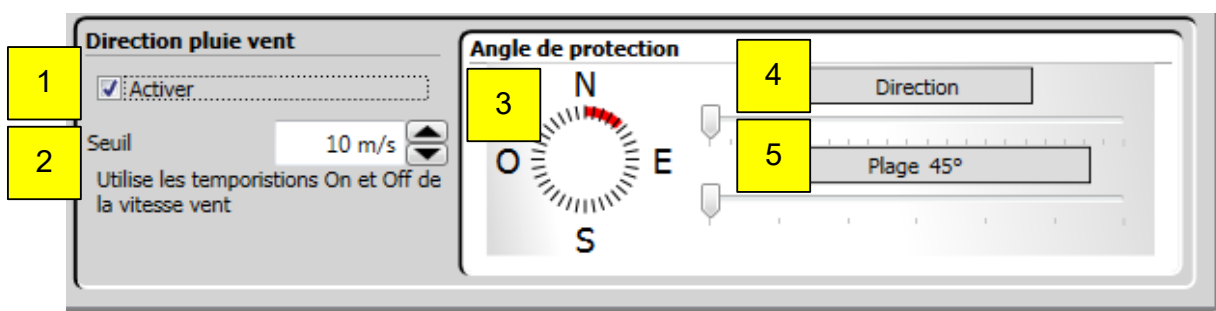 Direction pluie vent
1
Activer
2
Seuil
10 m/s
Utilise les temporistions On et Off de
la vitesse vent
Angle de protection
3
N
O
E
S
4
Direction
5
Plage 45°